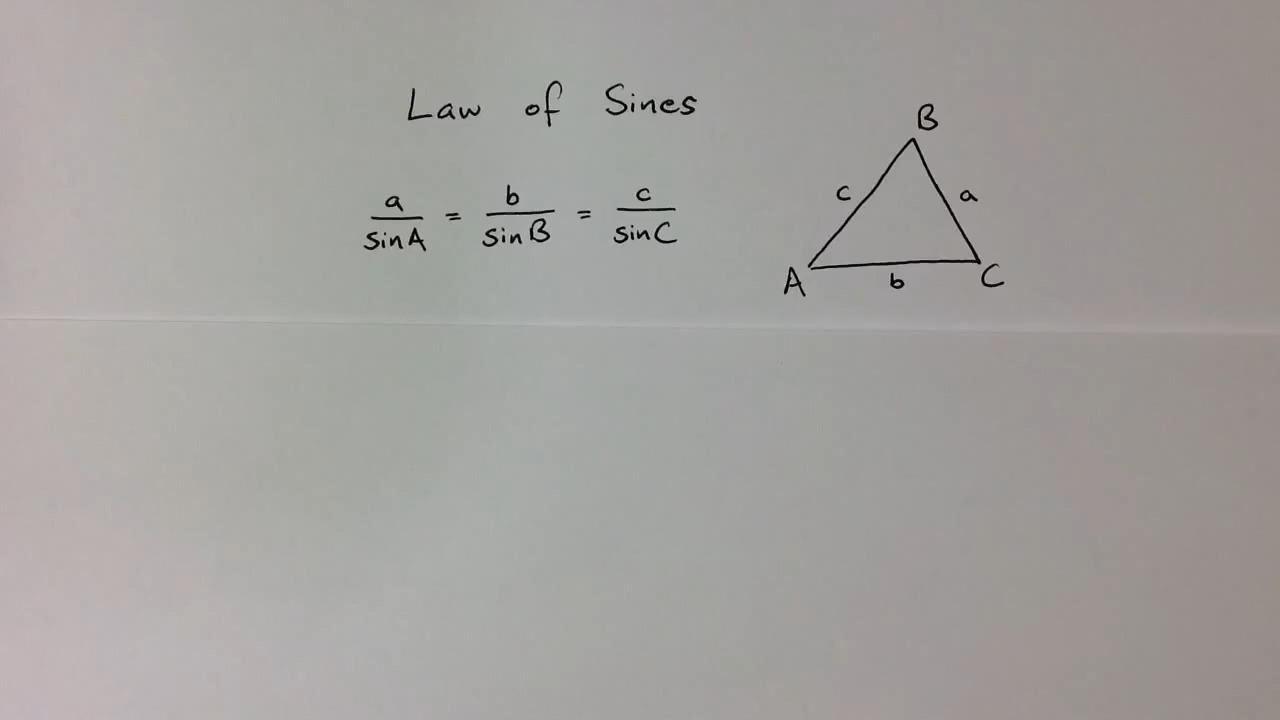 Law of Sines
a/sinA = b/sinB = c/sinC
B
c a
A b C